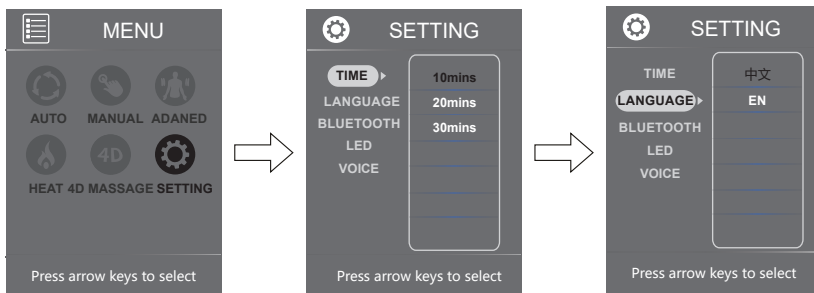 MENU
AUTO MANUAL ADANED
4D
HEAT 4D MASSAGE SETTING
Press arrow keys to select
SETTING
TIME
LANGUAGE
BLUETOOTH
LED
VOICE
10mins
20mins
30mins
Press arrow keys to select
SETTING
TIME
LANGUAGE
BLUETOOTH
LED
VOICE
中文
EN
Press arrow keys to select